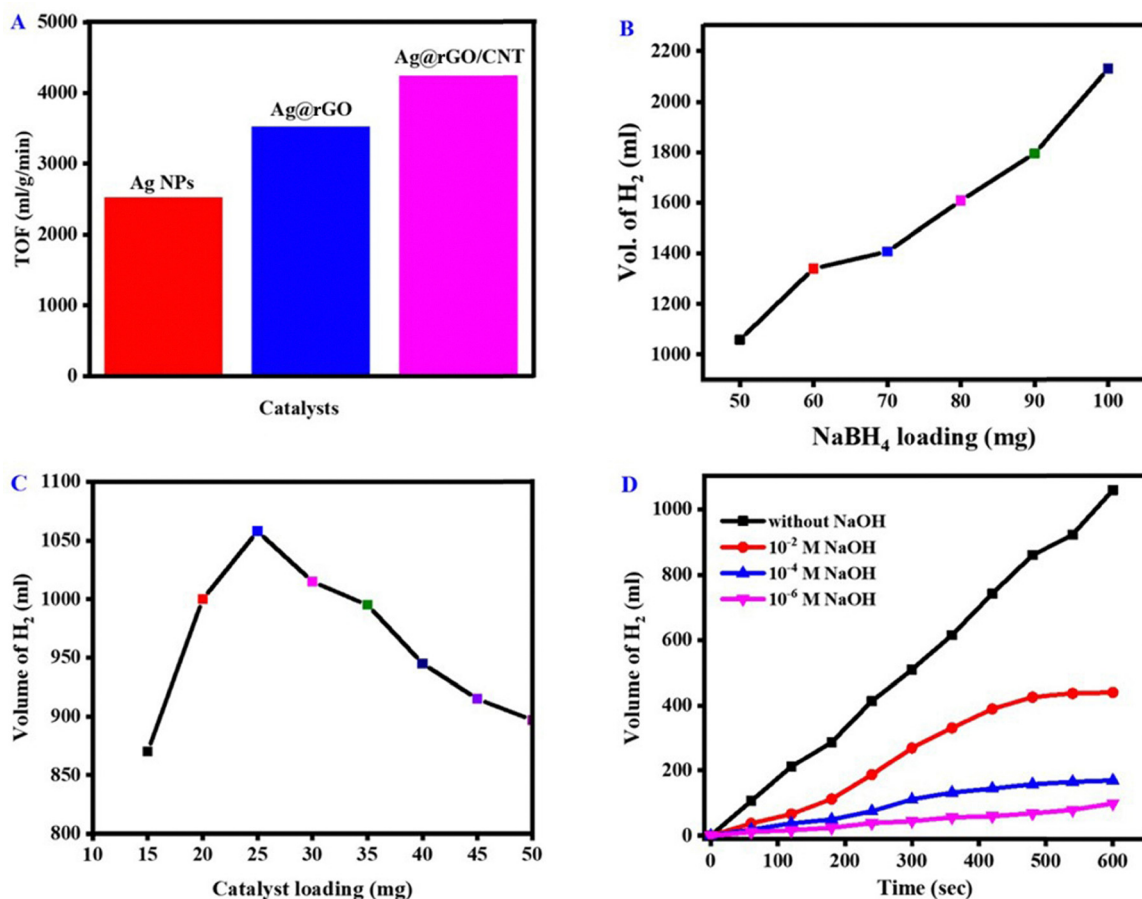 A
TOF (ml/g/min)
5000
4000
3000
2000
1000
0
Ag NPs
Ag@rGO
Ag@rGO/CNT
Catalysts
B
Vol. of H₂ (ml)
2200
2000
1800
1600
1400
1200
1000
50 60 70 80 90 100
NaBH₄ loading (mg)
C
Volume of H₂ (ml)
1100
1050
1000
950
900
850
800
10 15 20 25 30 35 40 45 50
Catalyst loading (mg)
D
Volume of H₂ (ml)
1000
800
600
400
200
0
without NaOH
10⁻² M NaOH
10⁻⁴ M NaOH
10⁻⁶ M NaOH
0 100 200 300 400 500 600
Time (sec)